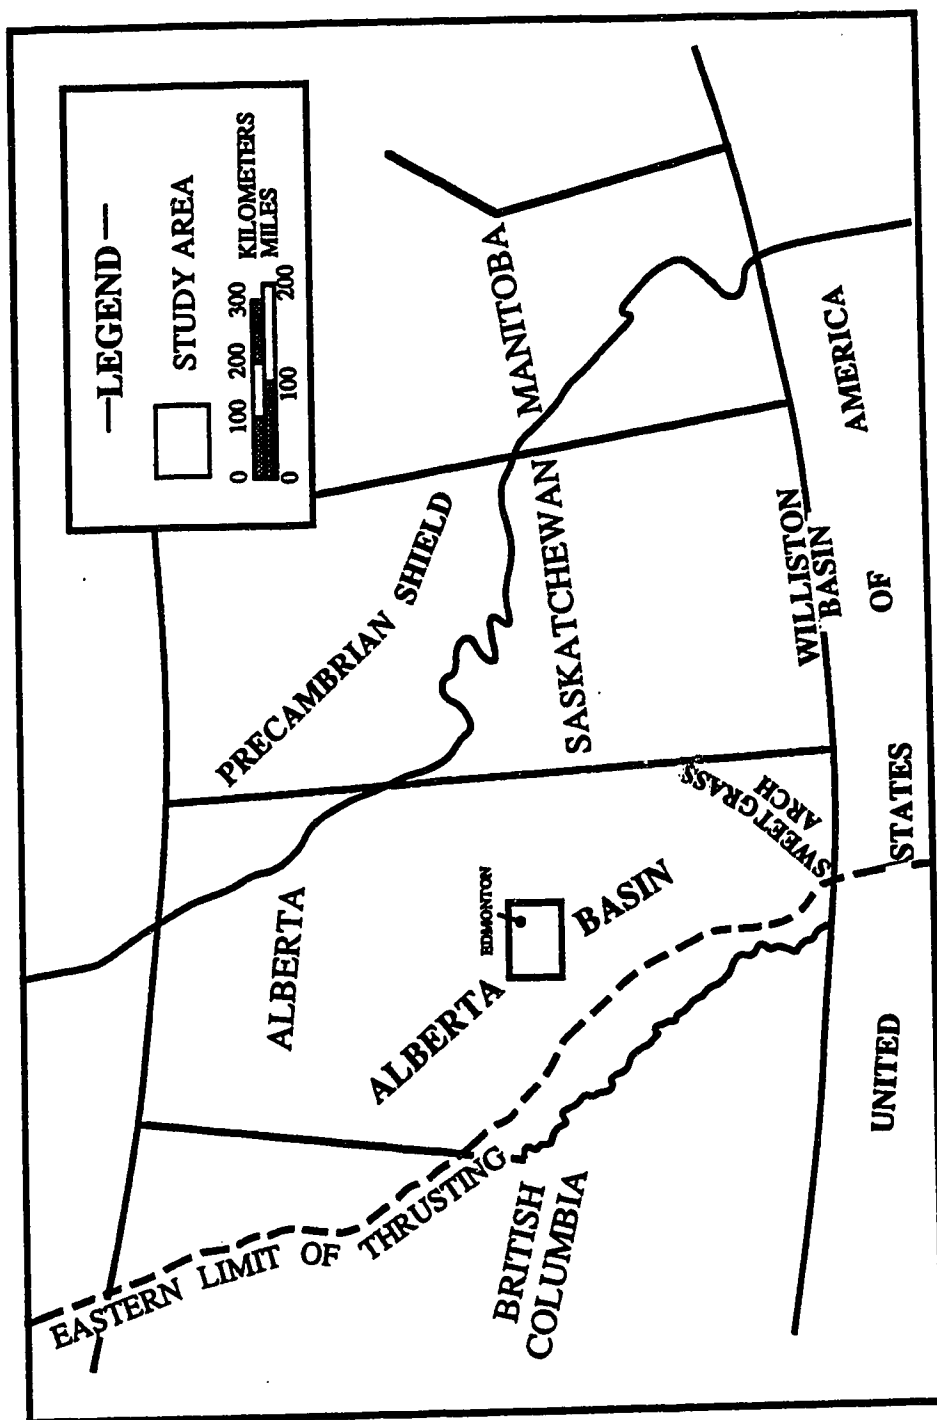 —LEGEND—
STUDY AREA
0 100 200 300 KILOMETERS
MILES
0 100 200
PRECAMBRIAN SHIELD
ALBERTA
EASTERN LIMIT OF THRUSTING
EDMONTON
ALBERTA BASIN
BRITISH
COLUMBIA
SASKATCHEWAN
MANITOBA
SWEETGRASS
ARCH
WILLISTON
BASIN
UNITED STATES OF AMERICA